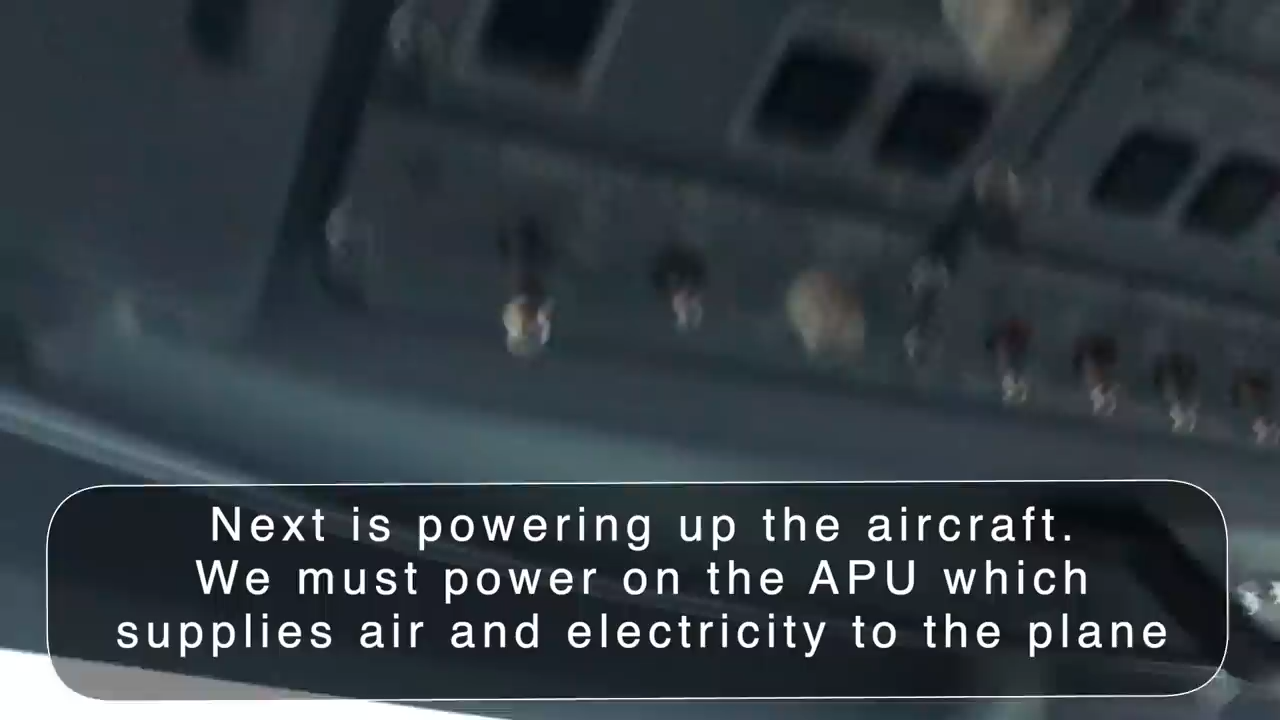 Next is powering up the aircraft.
We must power on the APU which
supplies air and electricity to the plane